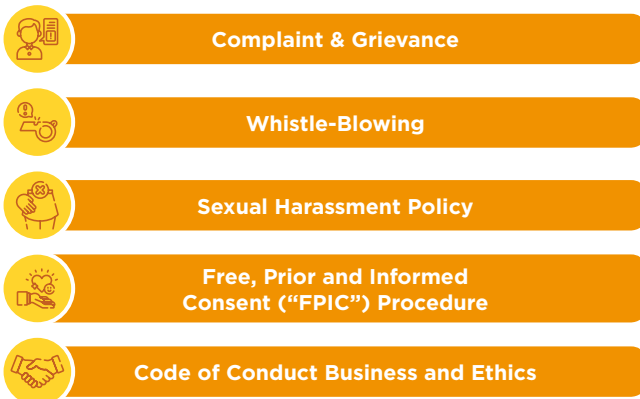 Complaint & Grievance
Whistle-Blowing
Sexual Harassment Policy
Free, Prior and Informed
Consent (“FPIC”) Procedure
Code of Conduct Business and Ethics